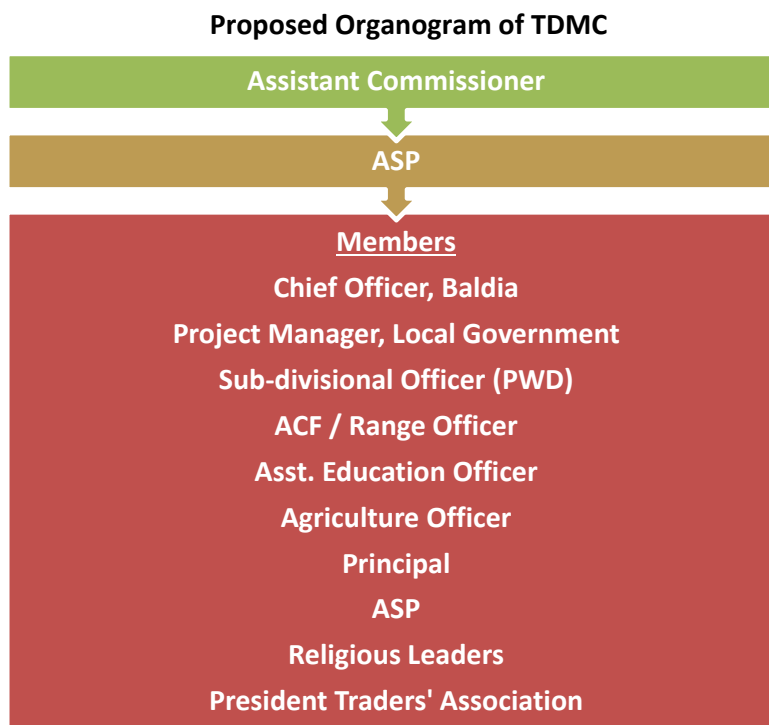 Proposed Organogram of TDMC
Assistant Commissioner
ASP
Members
Chief Officer, Baldia
Project Manager, Local Government
Sub-divisional Officer (PWD)
ACF / Range Officer
Asst. Education Officer
Agriculture Officer
Principal
ASP
Religious Leaders
President Traders' Association